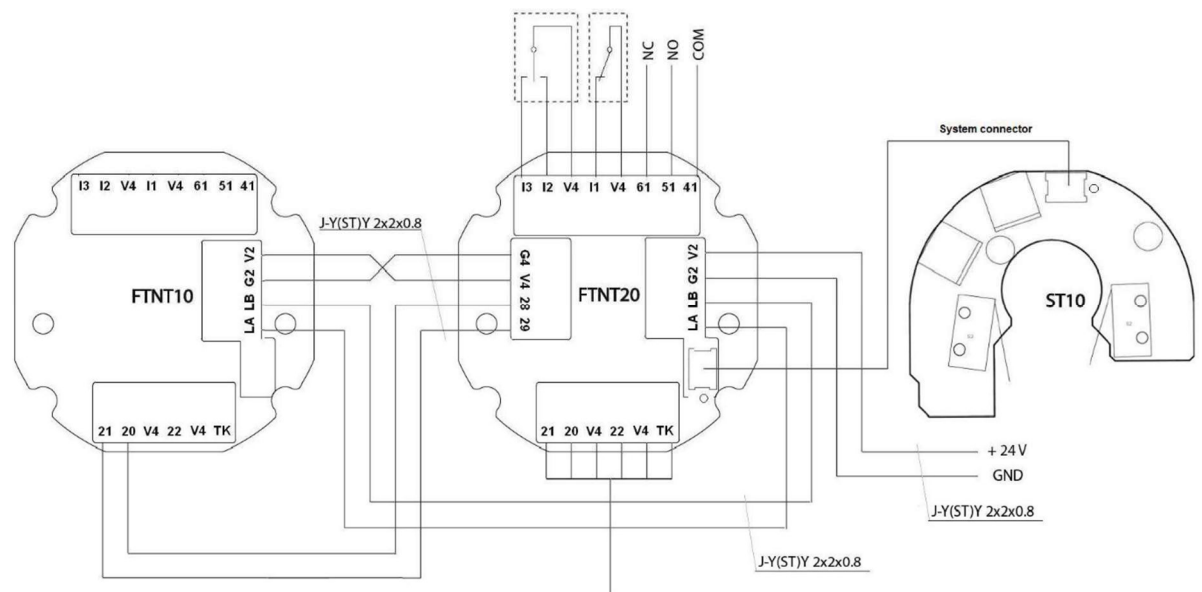 NC
NO
COM
System connector
I3 I2 V4 I1 V4 61 51 41
I3 I2 V4 I1 V4 61 51 41
J-Y(ST)Y 2x2x0.8
V2
G2
LB
LA
FTNT10
G4
V4
28
29
FTNT20
V2
G2
LB
LA
ST10
21 20 V4 22 V4 TK
21 20 V4 22 V4 TK
+ 24 V
GND
J-Y(ST)Y 2x2x0.8
J-Y(ST)Y 2x2x0.8